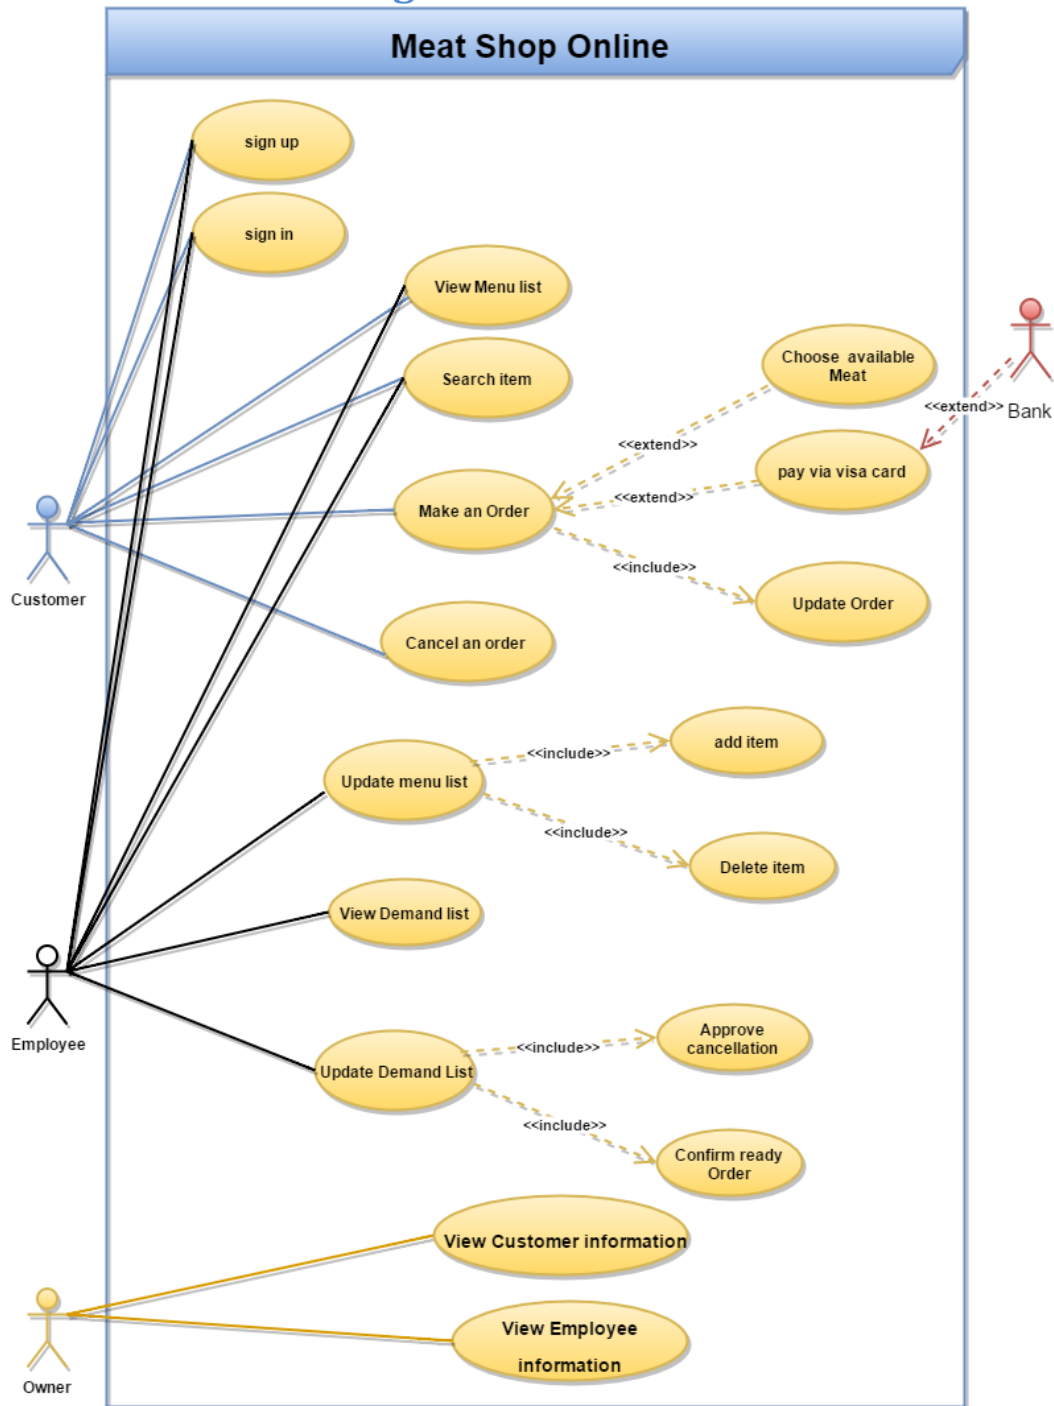 Meat Shop Online
sign up
sign in
View Menu list
Search item
Choose available
Meat
<<extend>>
Bank
<<extend>>
pay via visa card
<<extend>>
Make an Order
<<include>>
Update Order
Customer
Cancel an order
add item
<<include>>
Update menu list
<<include>>
Delete item
View Demand list
Employee
Approve
cancellation
<<include>>
Update Demand List
<<include>>
Confirm ready
Order
View Customer information
View Employee
information
Owner